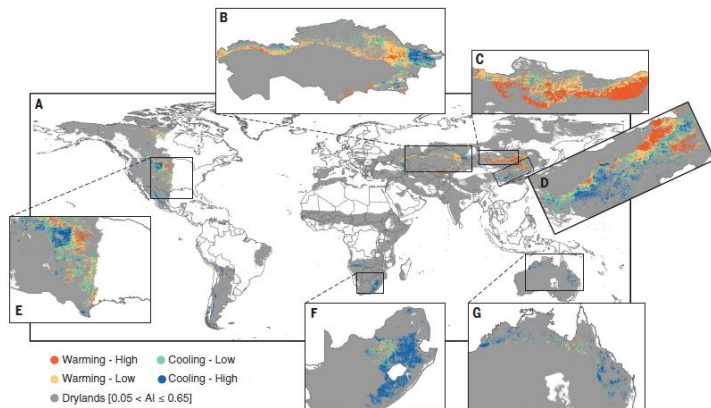 B
C
A
D
E
F
G
Warming - High
Cooling - Low
Warming - Low
Cooling - High
Drylands [0.05 < AI ≤ 0.65]